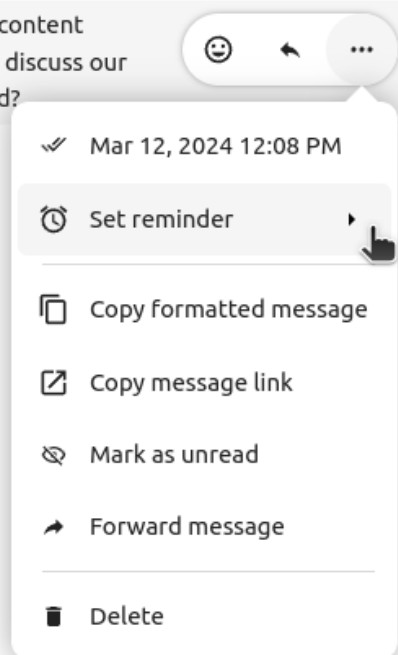 content
discuss our
d?
Mar 12, 2024 12:08 PM
Set reminder
Copy formatted message
Copy message link
Mark as unread
Forward message
Delete